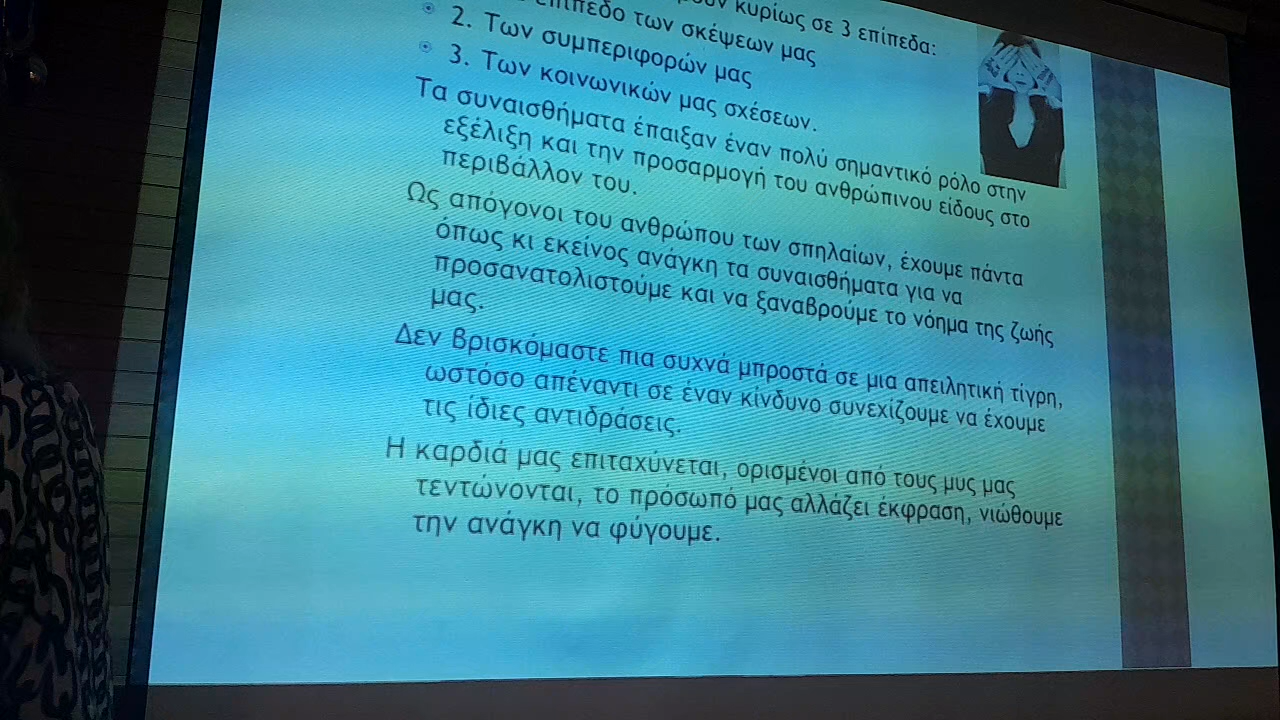 κυρίως σε 3 επίπεδα:
επίπεδο των σκέψεων μας
2. Των συμπεριφορών μας
3. Των κοινωνικών μας σχέσεων.
Τα συναισθήματα έπαιξαν έναν πολύ σημαντικό ρόλο στην
εξέλιξη και την προσαρμογή του ανθρώπινου είδους στο
περιβάλλον του.
Ως απόγονοι του ανθρώπου των σπηλαίων, έχουμε πάντα
όπως κι εκείνος ανάγκη τα συναισθήματα για να
προσανατολιστούμε και να ξαναβρούμε το νόημα της ζωής
μας.
Δεν βρισκόμαστε πια συχνά μπροστά σε μια απειλητική τίγρη,
ωστόσο απέναντι σε έναν κίνδυνο συνεχίζουμε να έχουμε
τις ίδιες αντιδράσεις.
Η καρδιά μας επιταχύνεται, ορισμένοι από τους μυς μας
τεντώνονται, το πρόσωπό μας αλλάζει έκφραση, νιώθουμε
την ανάγκη να φύγουμε.